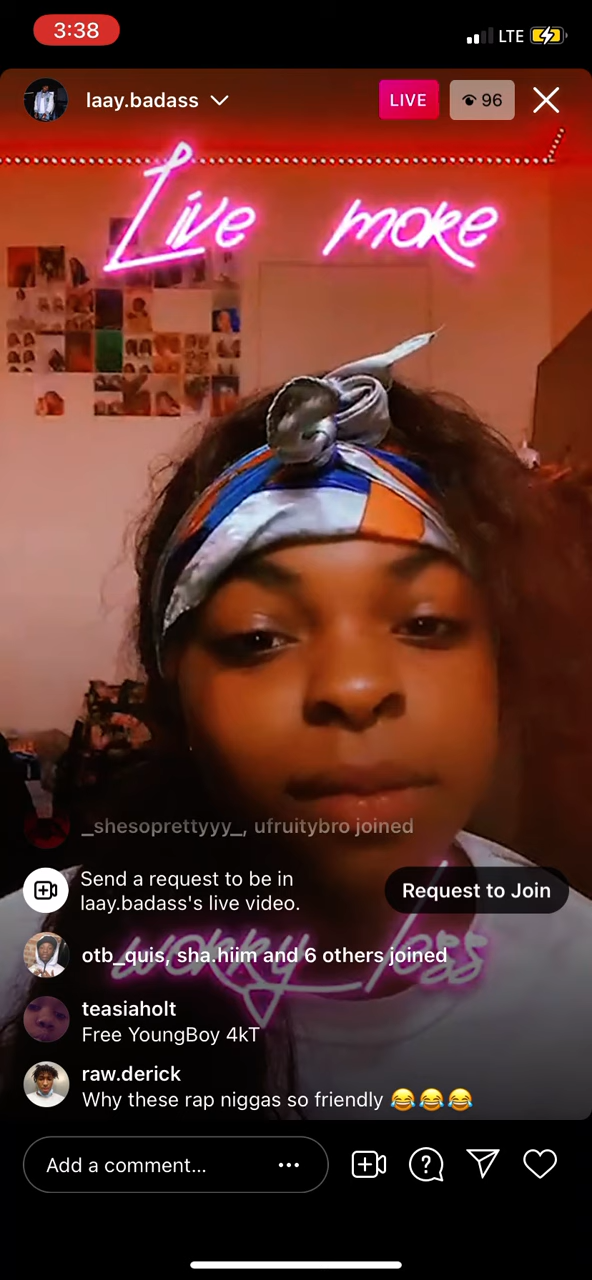 3:38
LTE
laay.badass
LIVE
96
Live more
_shesoprettyyy_, ufruitybro joined
Send a request to be in
laay.badass's live video.
Request to Join
worry less
otb_quis, sha.hiim and 6 others joined
teasiaholt
Free YoungBoy 4kT
raw.derick
Why these rap niggas so friendly 😂😂😂
Add a comment...